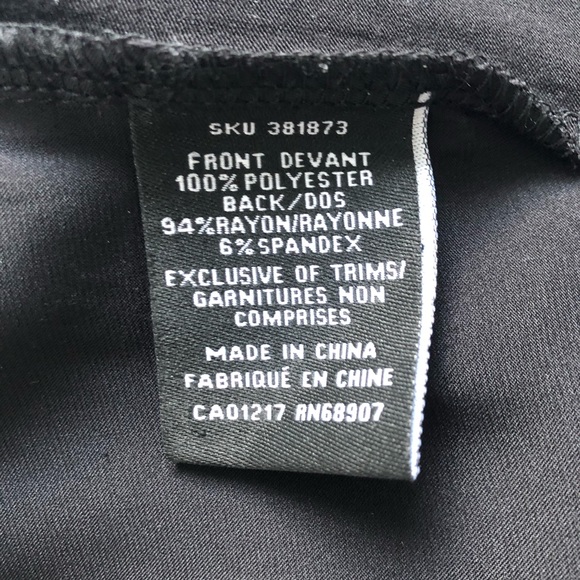 SKU 381873
FRONT DEVANT
100% POLYESTER
BACK/DOS
94%RAYON/RAYONNE
6%SPANDEX
EXCLUSIVE OF TRIMS/
GARNITURES NON
COMPRISES
MADE IN CHINA
FABRIQUÉ EN CHINE
CA01217 RN68907